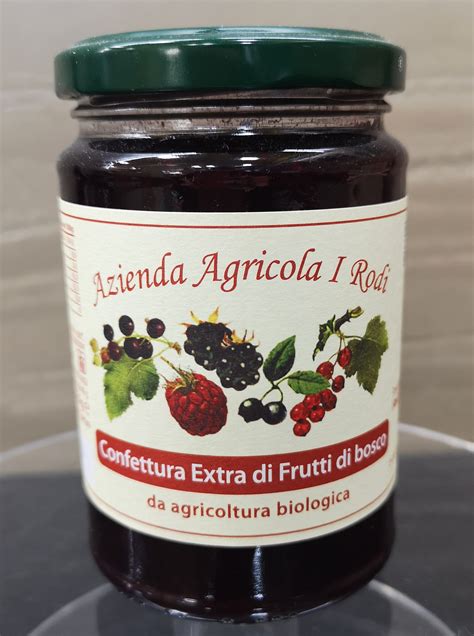 Azienda Agricola I Rodi
Confettura Extra di Frutti di bosco
da agricoltura biologica